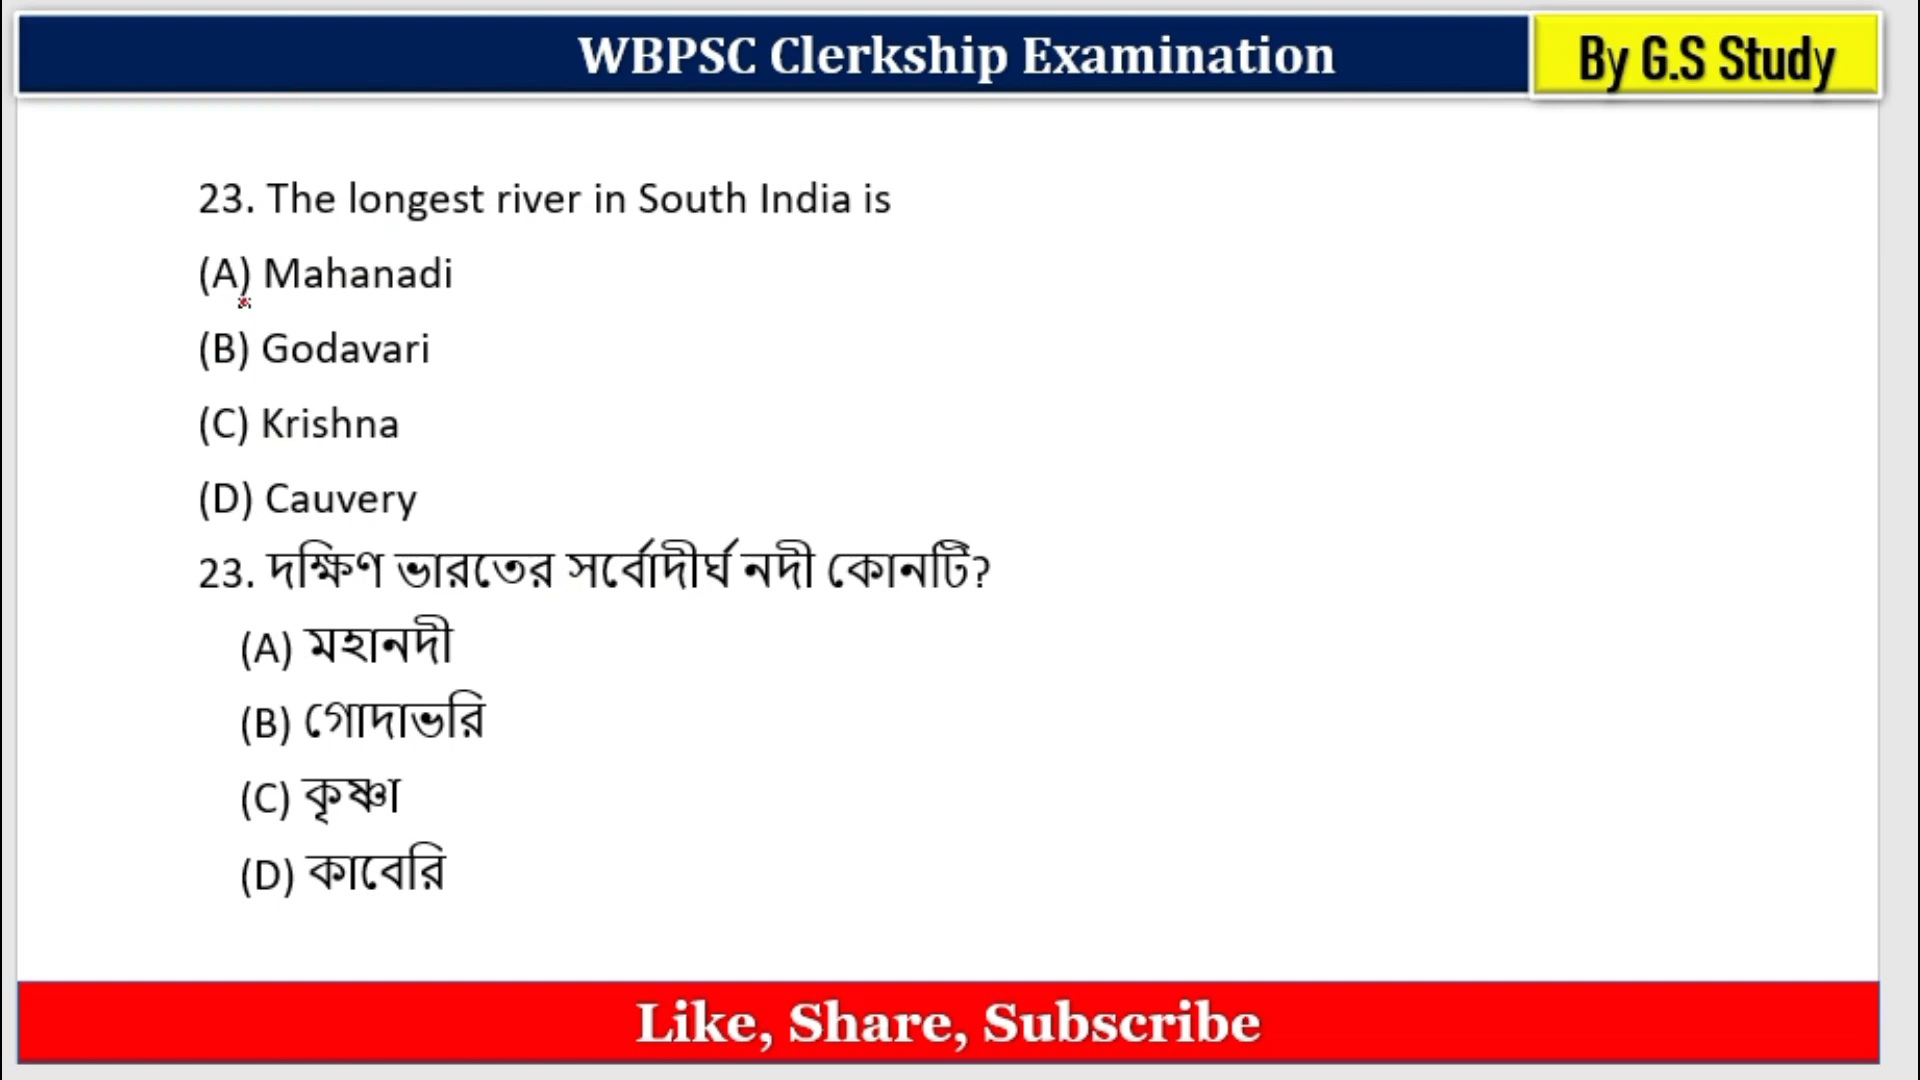 WBPSC Clerkship Examination
By G.S Study
23. The longest river in South India is
(A) Mahanadi
(B) Godavari
(C) Krishna
(D) Cauvery
23. দক্ষিণ ভারতের সর্বোদীর্ঘ নদী কোনটি?
(A) মহানদী
(B) গোদাভরি
(C) কৃষ্ণা
(D) কাবেরি
Like, Share, Subscribe